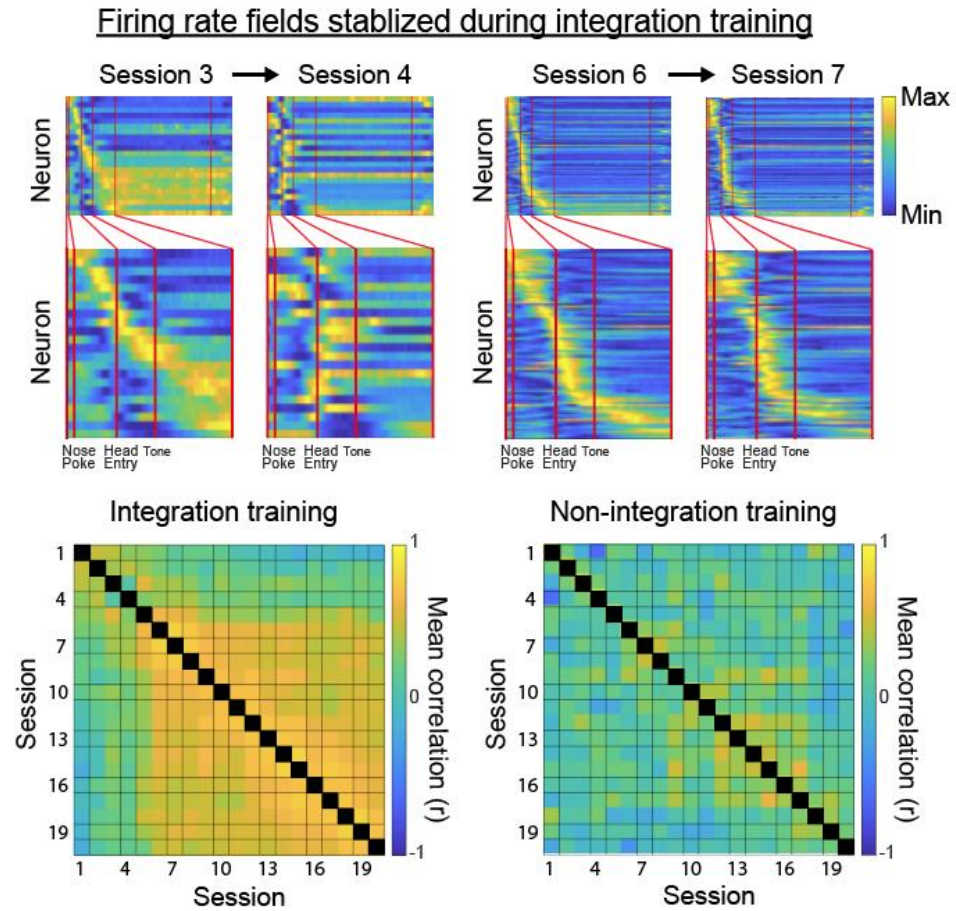 Firing rate fields stablized during integration training
Session 3 → Session 4
Session 6 → Session 7
Neuron
Neuron
Max
Min
Neuron
Neuron
Nose Poke Head Entry Tone
Nose Poke Head Entry Tone
Nose Poke Head Entry Tone
Nose Poke Head Entry Tone
Integration training
Non-integration training
Session
1
4
7
10
13
16
19
1 4 7 10 13 16 19
Session
1
0
-1
Mean correlation (r)
Session
1
4
7
10
13
16
19
1 4 7 10 13 16 19
Session
1
0
-1
Mean correlation (r)